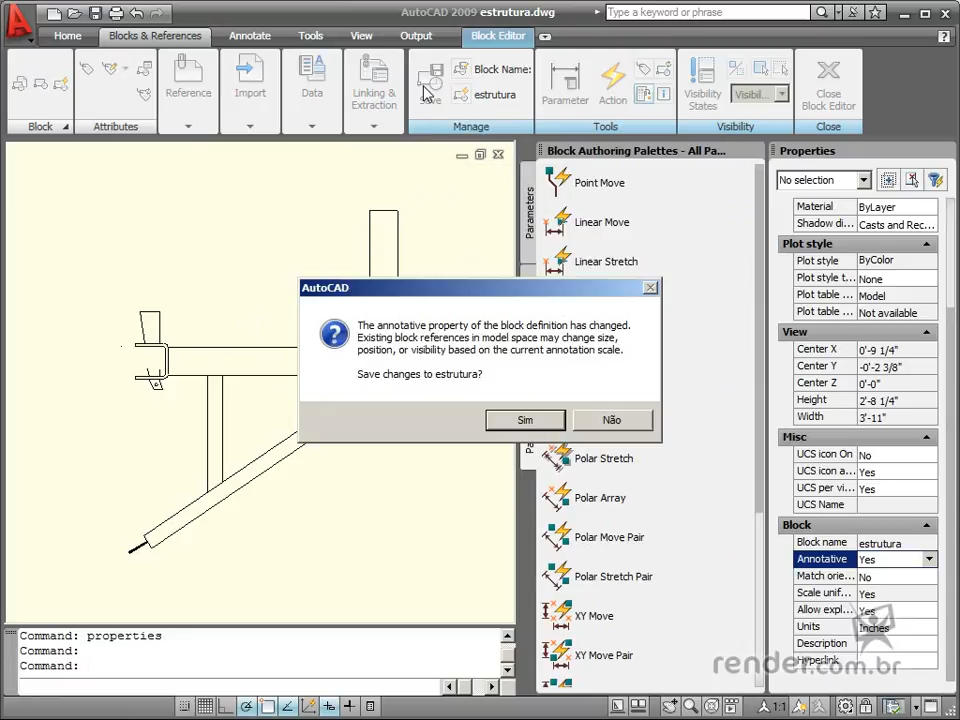 AutoCAD 2009 estrutura.dwg
Type a keyword or phrase
Home Blocks & References Annotate Tools View Output Block Editor
Reference
Import
Data
Linking & Extraction
Save
Block Name:
estrutura
Parameter
Action
Visibility States
Visibil...
Close Block Editor
Block Attributes Manage Tools Visibility Close
Block Authoring Palettes - All Pa...
Parameters
Point Move
Linear Move
Linear Stretch
Polar Stretch
Polar Array
Polar Move Pair
Polar Stretch Pair
XY Move
XY Move Pair
AutoCAD
The annotative property of the block definition has changed.
Existing block references in model space may change size,
position, or visibility based on the current annotation scale.
Save changes to estrutura?
Sim Não
Properties
No selection
Material ByLayer
Shadow di... Casts and Rec...
Plot style
Plot style ByColor
Plot style t... None
Plot table ... Model
Plot table ... Not available
View
Center X 0'-9 1/4"
Center Y -0'-2 3/8"
Center Z 0'-0"
Height 2'-8 1/4"
Width 3'-11"
Misc
UCS icon On No
UCS icon a... Yes
UCS per vi... Yes
UCS Name
Block
Block name estrutura
Annotative Yes
Match orie... No
Scale unif... Yes
Allow expl... Yes
Units Inches
Description
Hyperlink
render.com.br
Command: properties
Command:
Command:
1:1